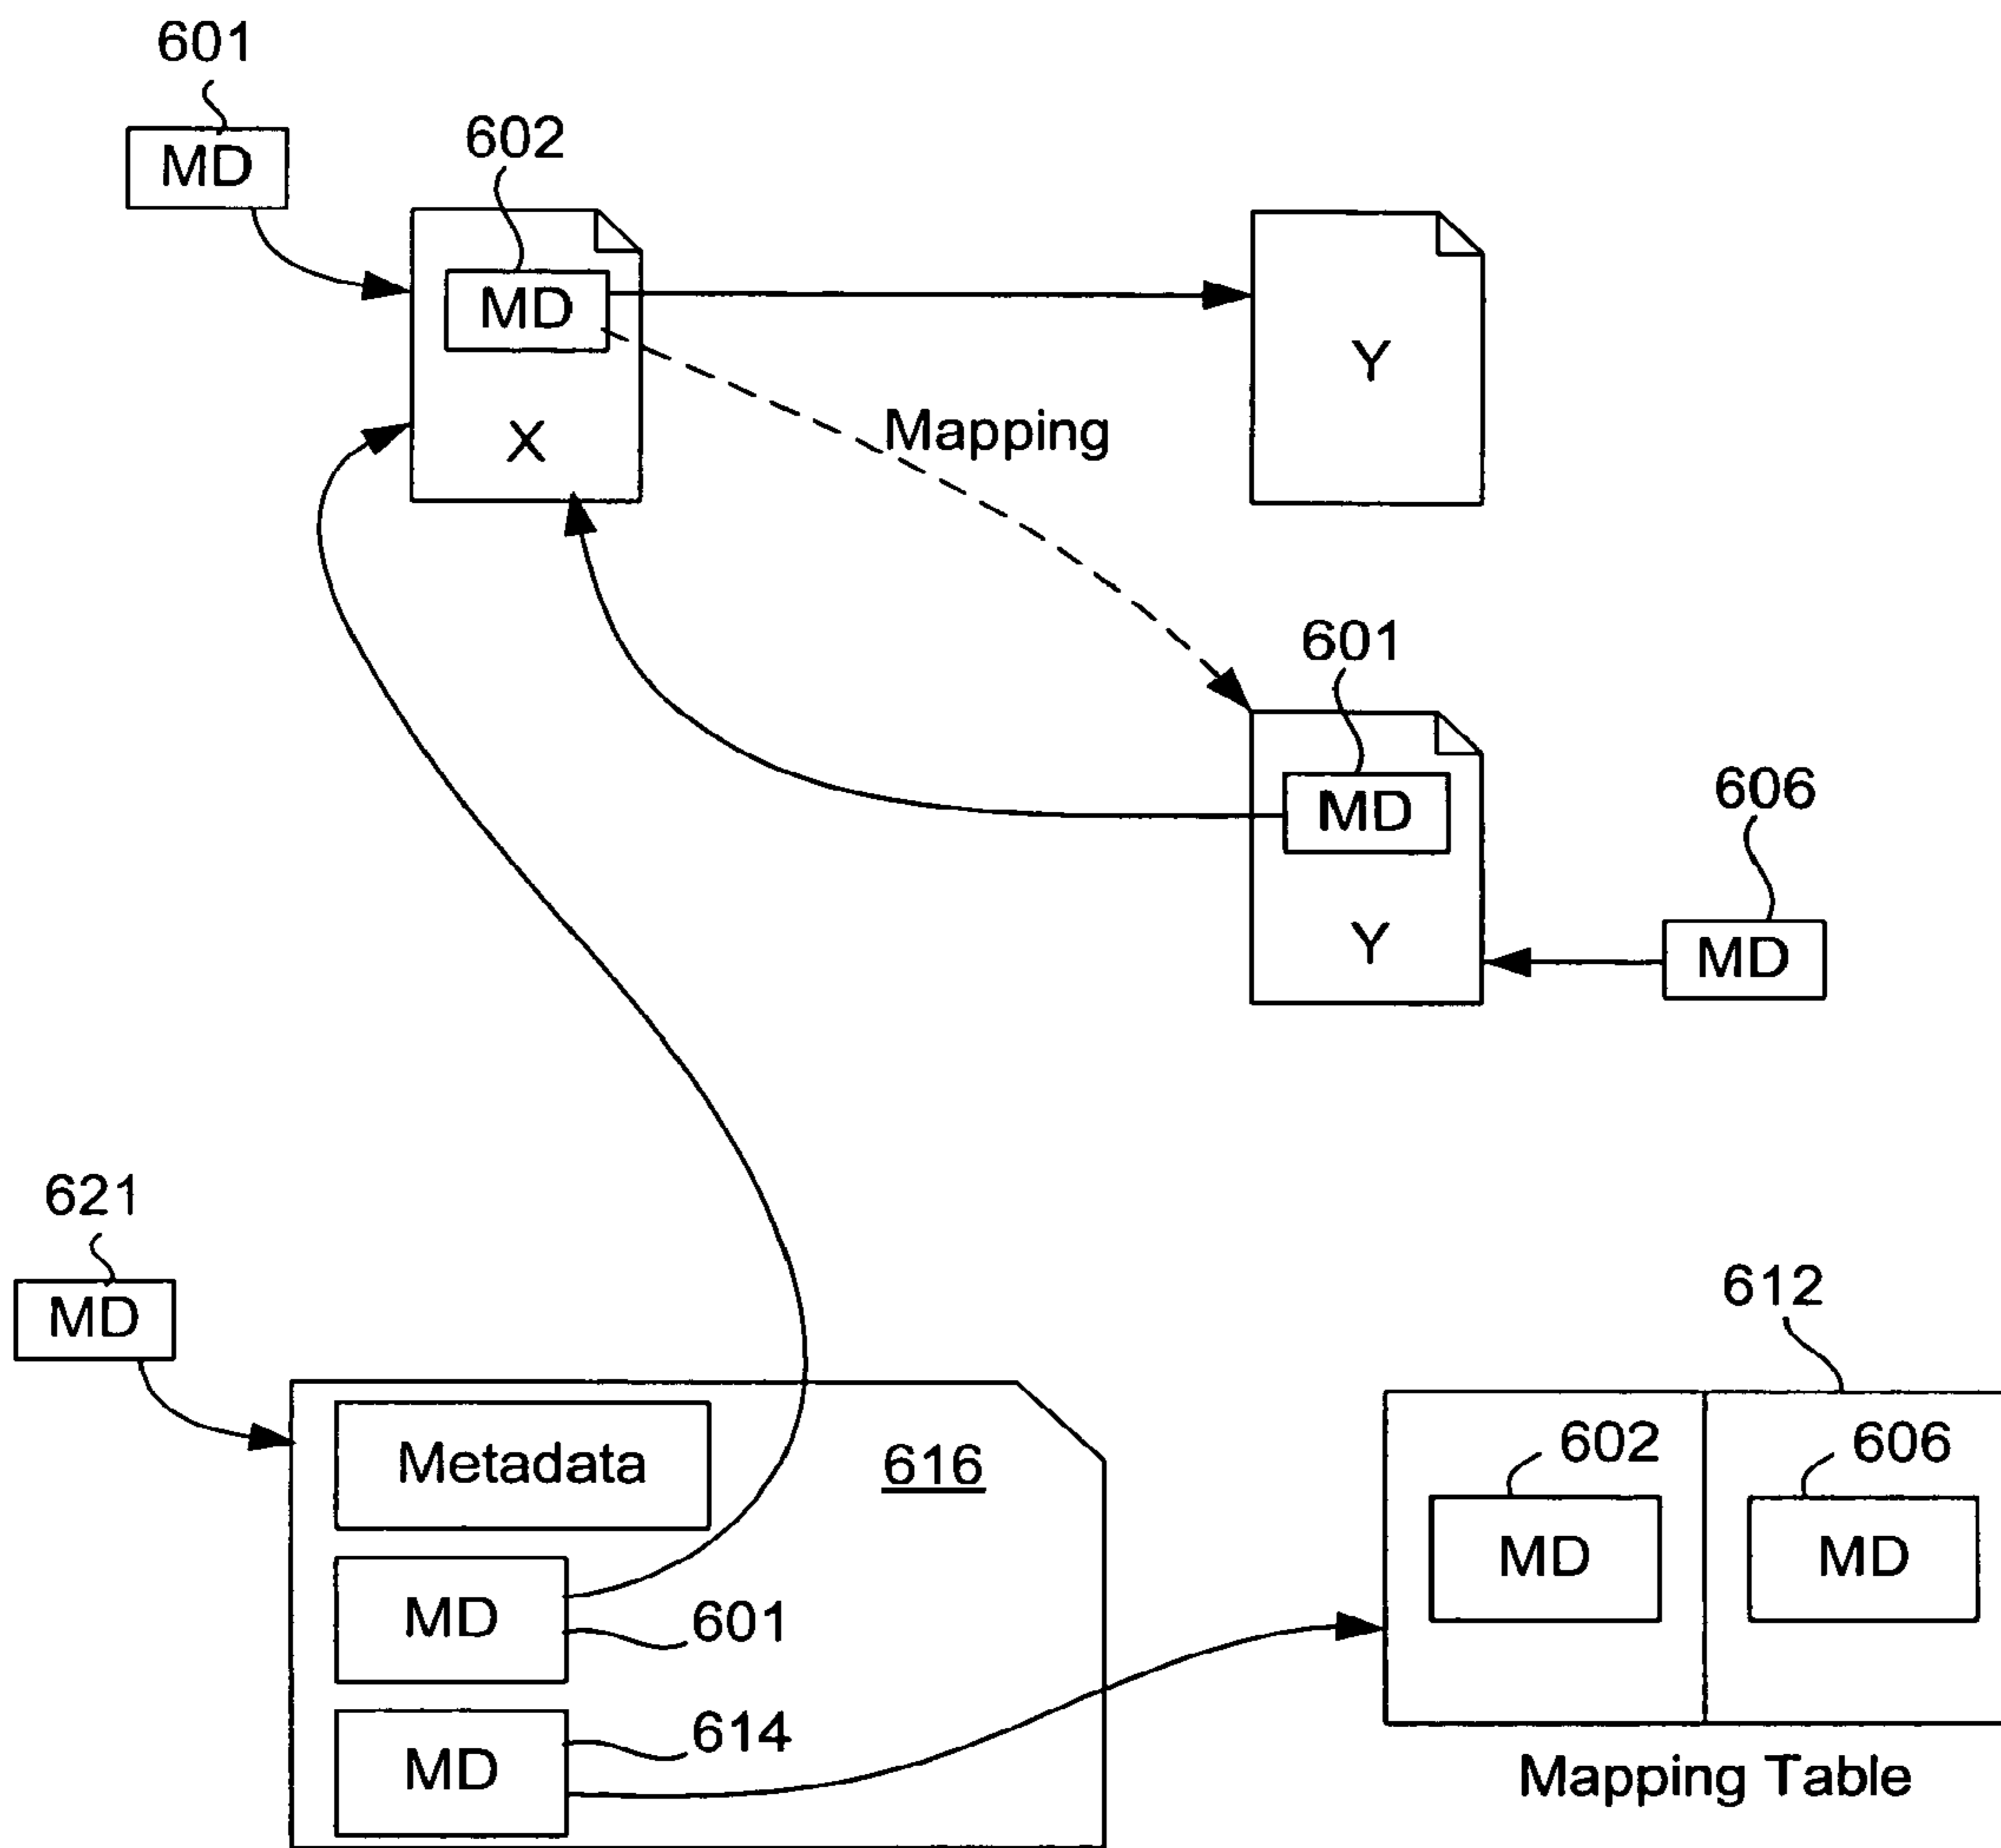 601
MD
602
MD
X
Y
Mapping
601
MD
Y
606
MD
621
MD
Metadata
616
MD
601
MD
614
612
602
MD
606
MD
Mapping Table